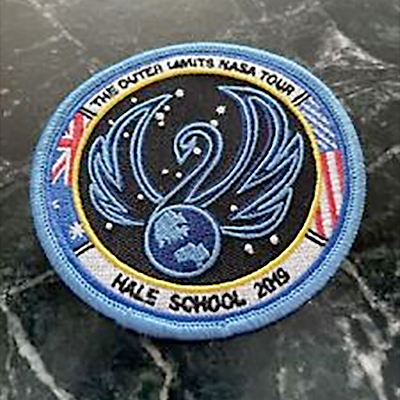 THE OUTER LIMITS NASA TOUR
HALE SCHOOL 2019